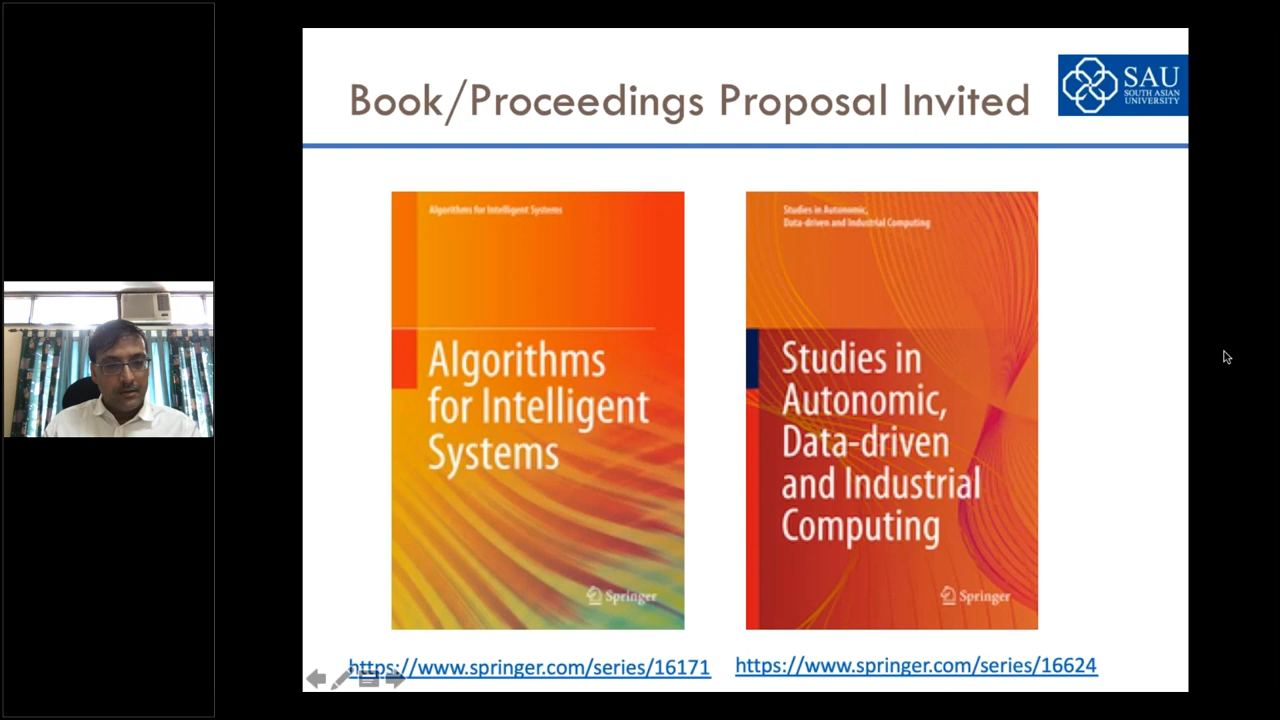 Book/Proceedings Proposal Invited
SAU
SOUTH ASIAN
UNIVERSITY
Algorithms for Intelligent Systems
Algorithms
for Intelligent
Systems
Springer
Studies in Autonomic,
Data-driven and Industrial Computing
Studies in
Autonomic,
Data-driven
and Industrial
Computing
Springer
https://www.springer.com/series/16171
https://www.springer.com/series/16624